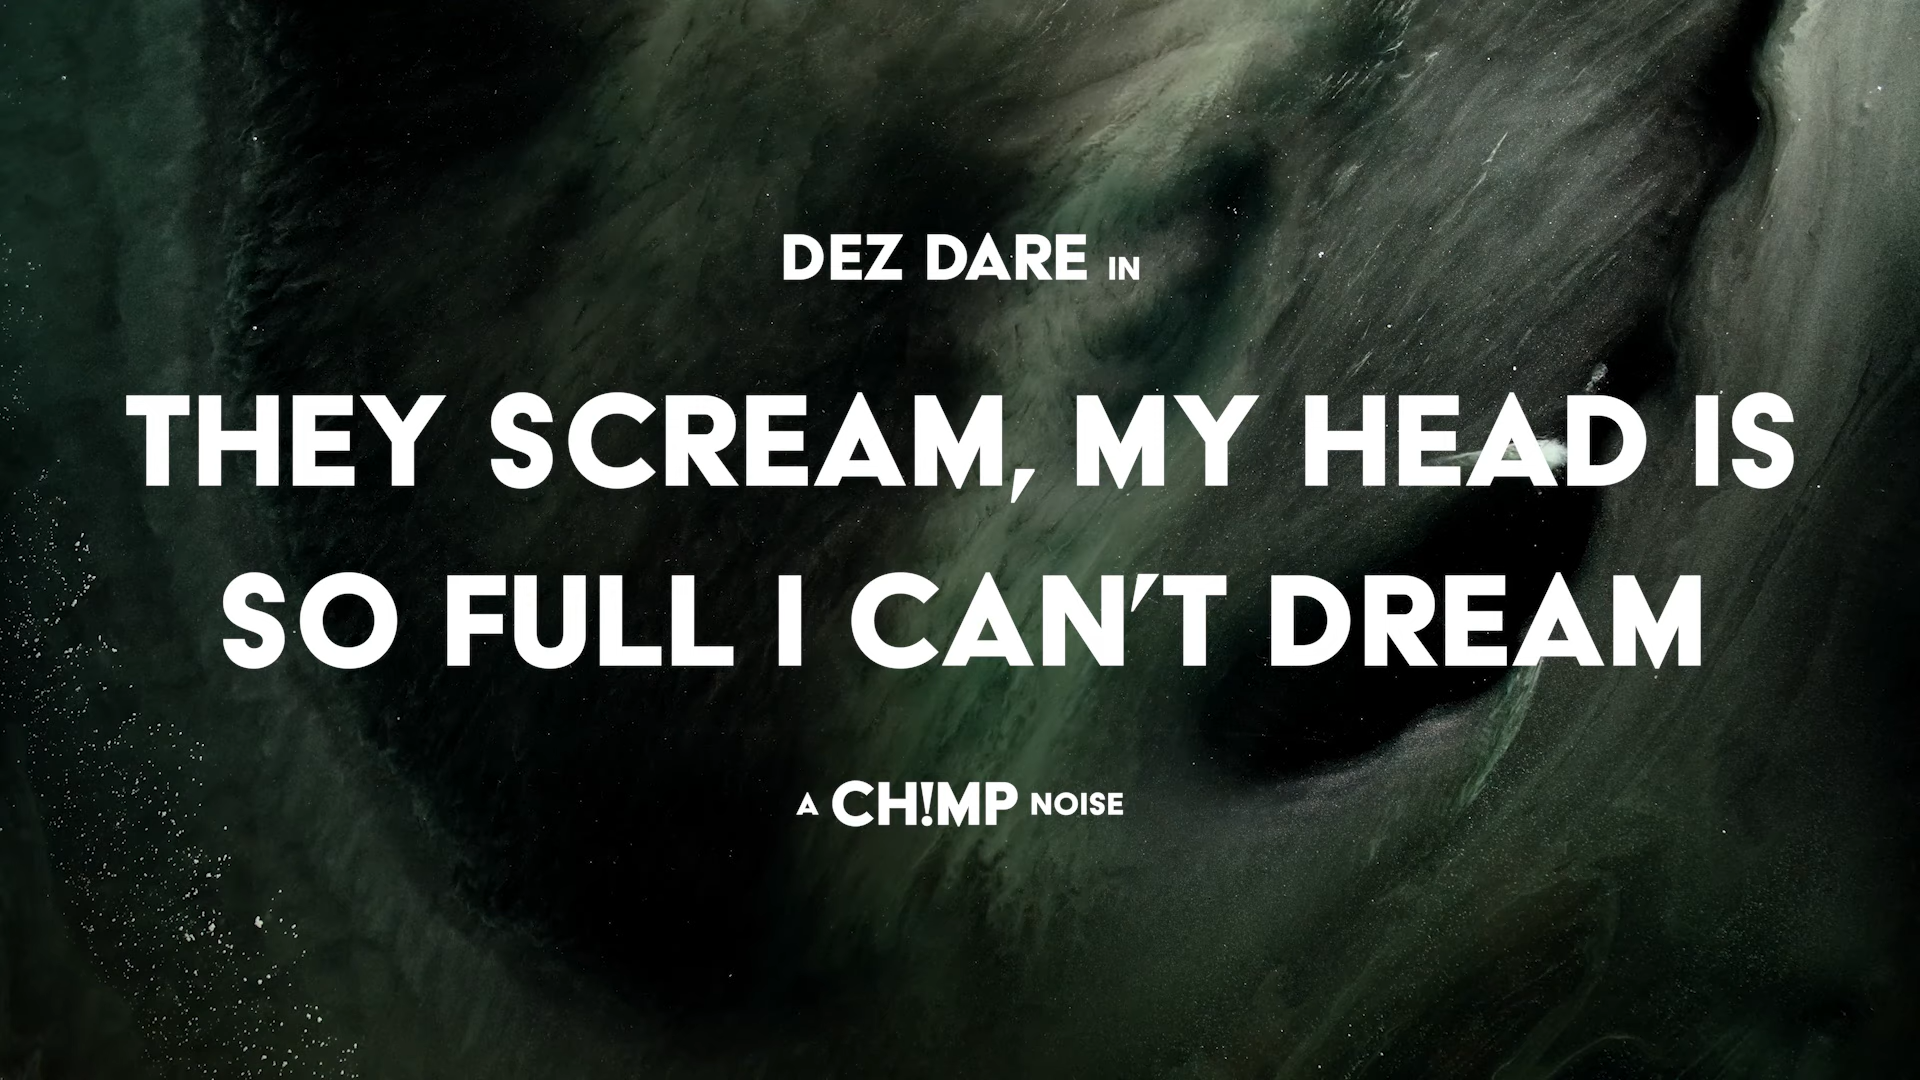 DEZ DARE IN
THEY SCREAM, MY HEAD IS
SO FULL I CAN'T DREAM
A CH!MP NOISE